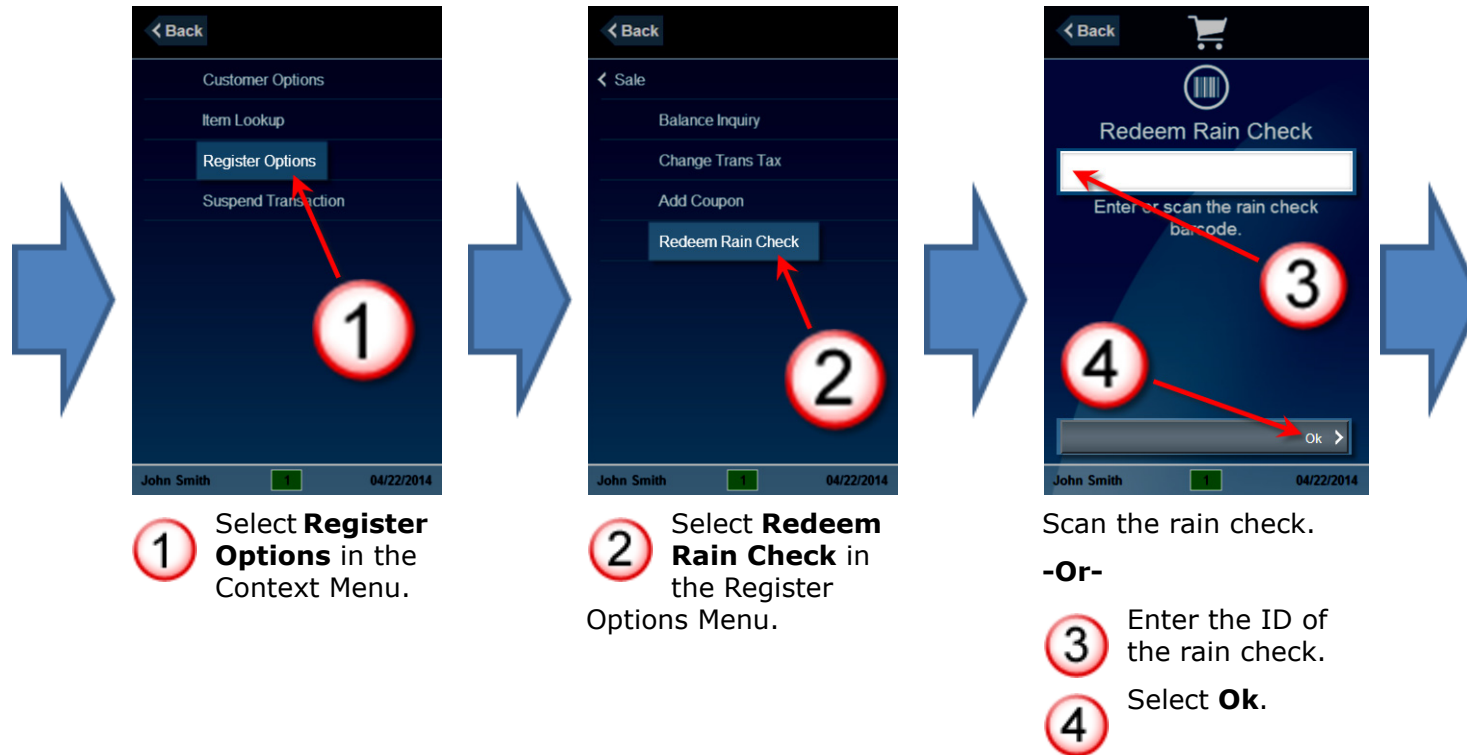 Back
Customer Options
Item Lookup
Register Options
Suspend Transaction
1
John Smith
1
04/22/2014
1
Select Register
Options in the
Context Menu.
Back
Sale
Balance Inquiry
Change Trans Tax
Add Coupon
Redeem Rain Check
2
John Smith
1
04/22/2014
2
Select Redeem
Rain Check in
the Register
Options Menu.
Back
Redeem Rain Check
Enter or scan the rain check
barcode.
3
4
Ok
John Smith
1
04/22/2014
Scan the rain check.
-Or-
3
Enter the ID of
the rain check.
4
Select Ok.